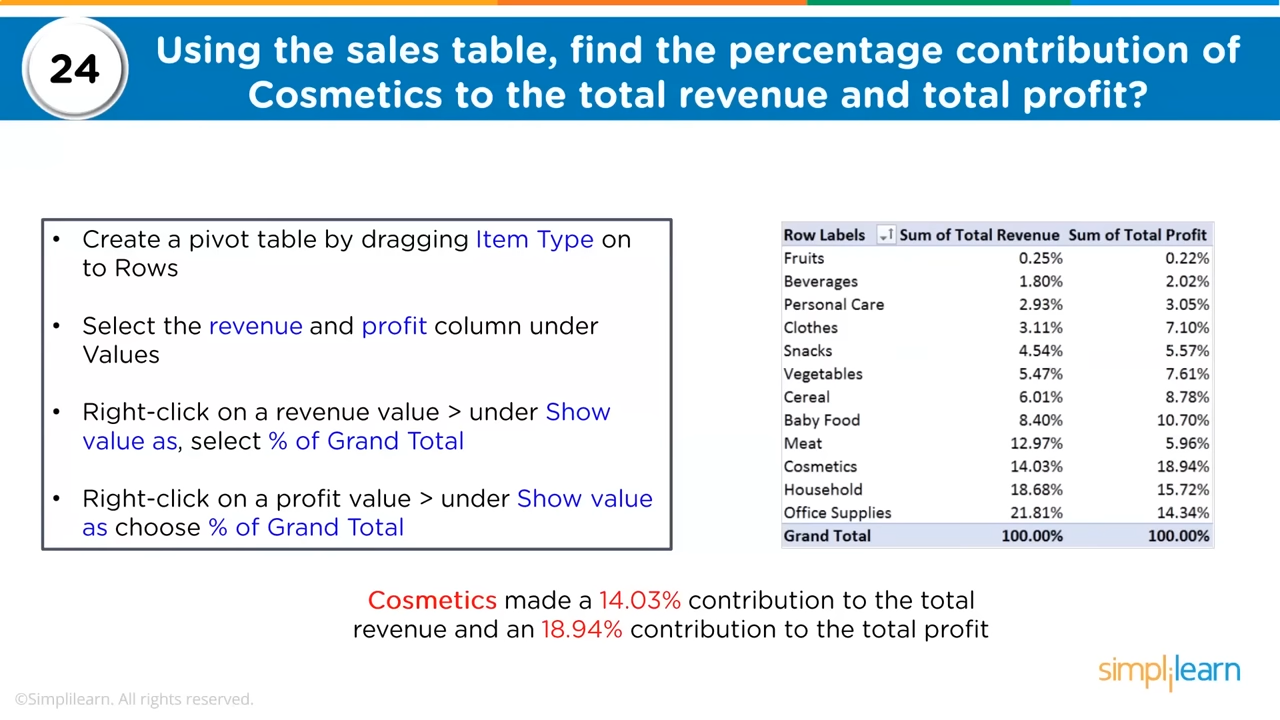 24
Using the sales table, find the percentage contribution of
Cosmetics to the total revenue and total profit?
• Create a pivot table by dragging Item Type on
to Rows
• Select the revenue and profit column under
Values
• Right-click on a revenue value > under Show
value as, select % of Grand Total
• Right-click on a profit value > under Show value
as choose % of Grand Total
Row Labels Sum of Total Revenue Sum of Total Profit
Fruits 0.25% 0.22%
Beverages 1.80% 2.02%
Personal Care 2.93% 3.05%
Clothes 3.11% 7.10%
Snacks 4.54% 5.57%
Vegetables 5.47% 7.61%
Cereal 6.01% 8.78%
Baby Food 8.40% 10.70%
Meat 12.97% 5.96%
Cosmetics 14.03% 18.94%
Household 18.68% 15.72%
Office Supplies 21.81% 14.34%
Grand Total 100.00% 100.00%
Cosmetics made a 14.03% contribution to the total
revenue and an 18.94% contribution to the total profit
simplilearn
©Simplilearn. All rights reserved.